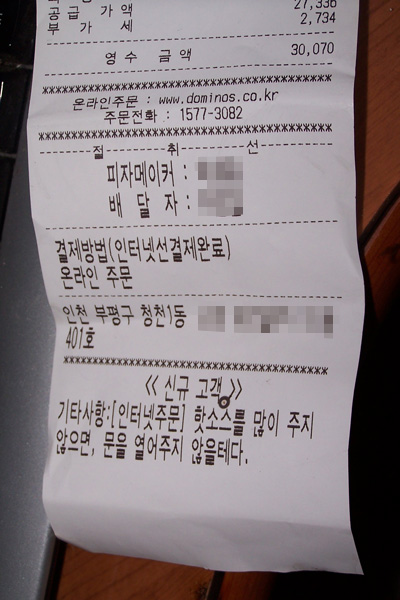 공 급 가 액 27,336
부 가 세 2,734
영 수 금 액 30,070
온라인주문 : www.dominos.co.kr
주문전화 : 1577-3082
절 취 선
피자메이커 :
배 달 자 :
결제방법(인터넷선결제완료)
온라인 주문
인천 부평구 청천1동
401호
<< 신규 고객 >>
기타사항:[인터넷주문] 핫소스를 많이 주지
않으면, 문을 열어주지 않을테다.